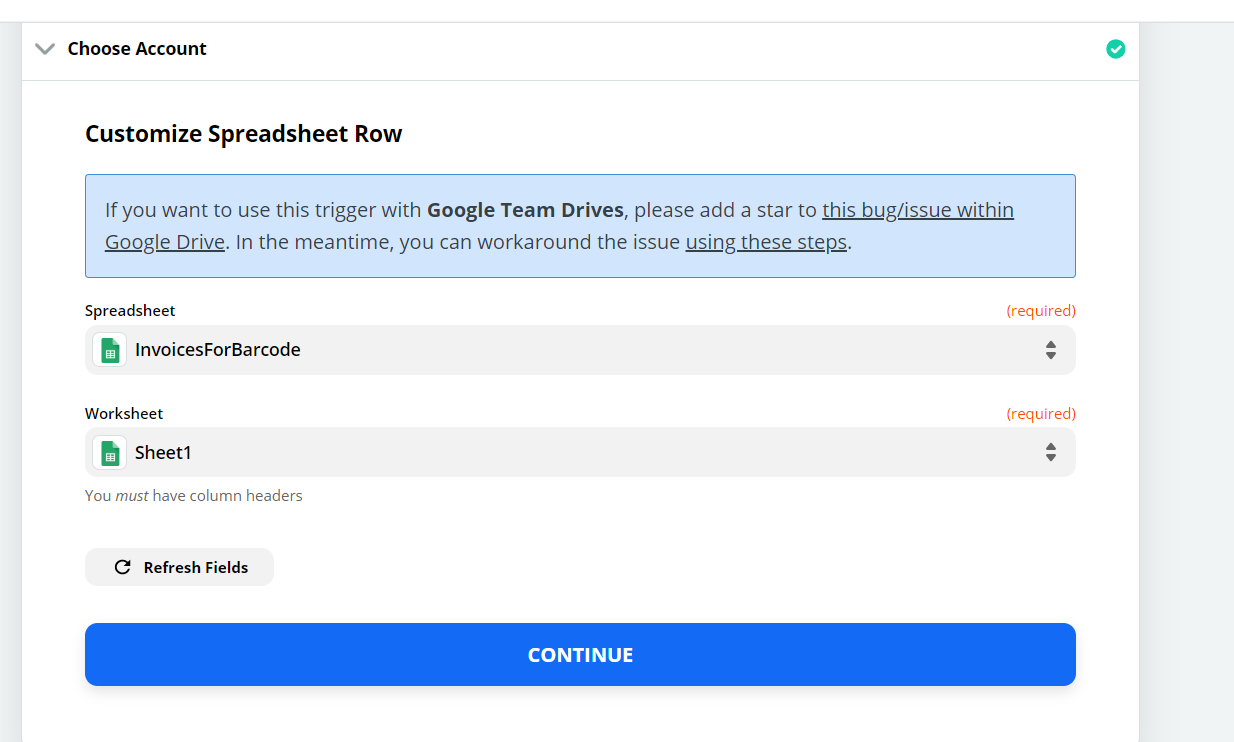 Choose Account
Customize Spreadsheet Row
If you want to use this trigger with Google Team Drives, please add a star to this bug/issue within
Google Drive. In the meantime, you can workaround the issue using these steps.
Spreadsheet (required)
InvoicesForBarcode
Worksheet (required)
Sheet1
You must have column headers
Refresh Fields
CONTINUE